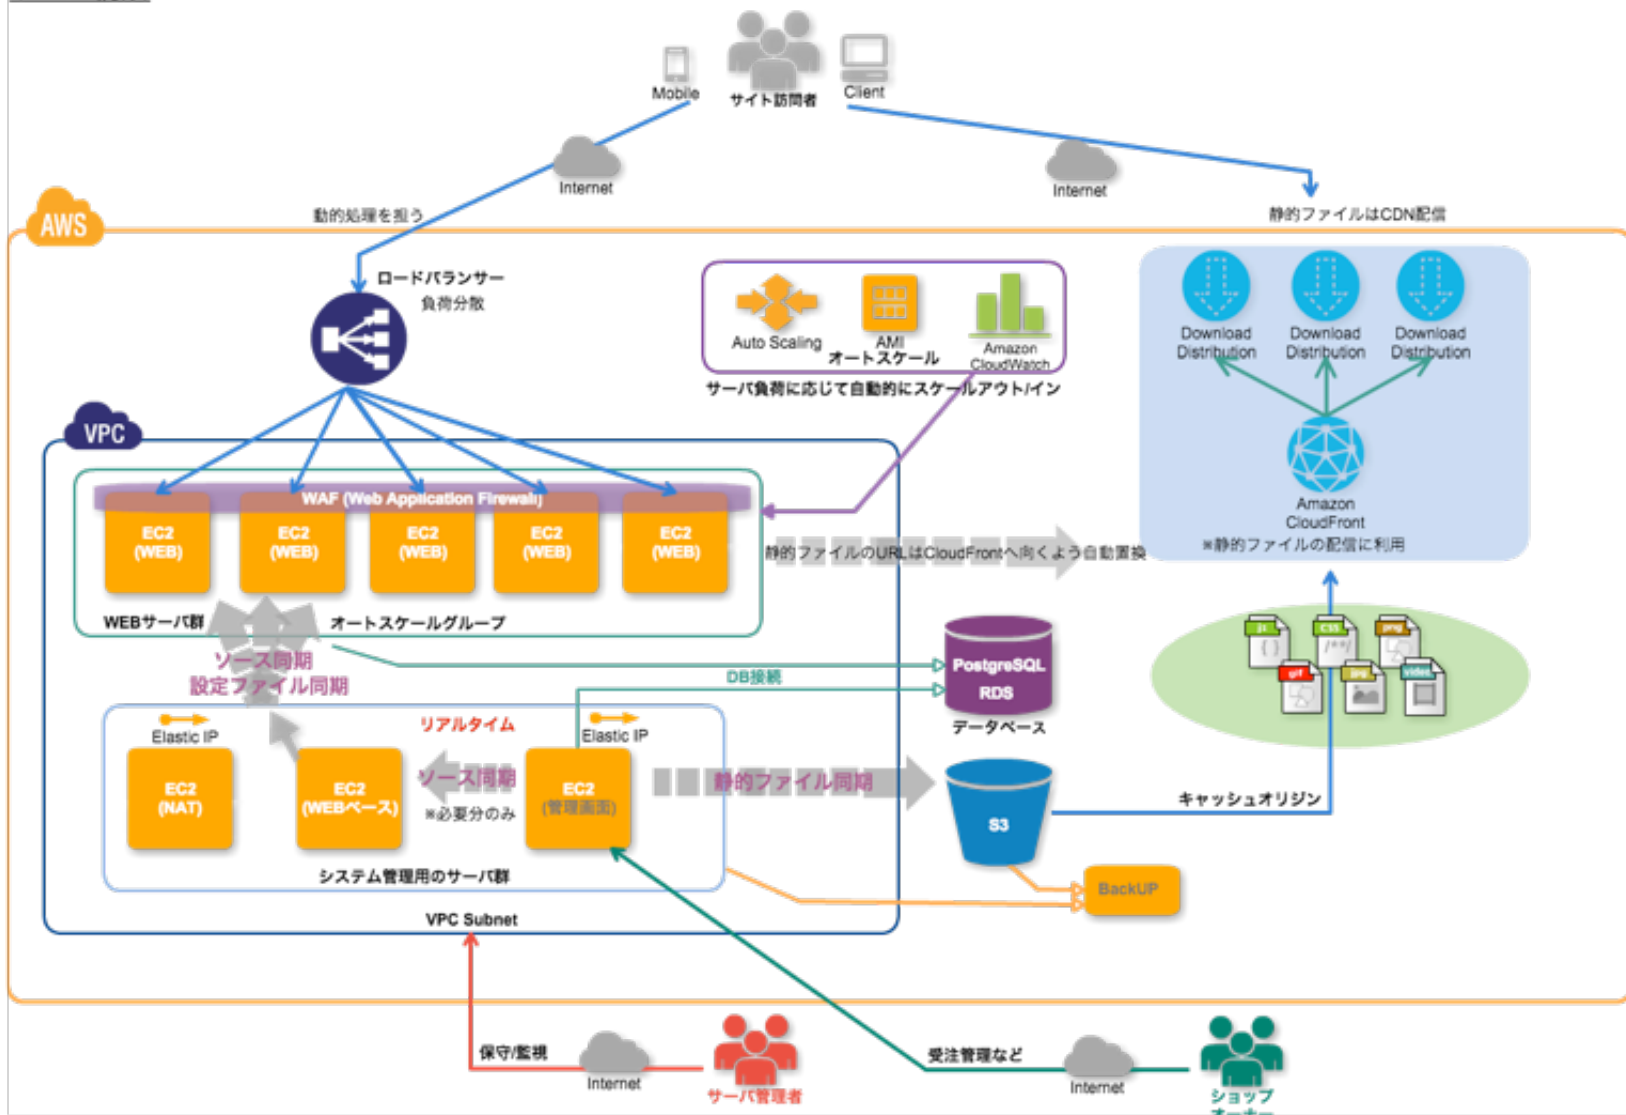 Mobile
サイト訪問者
Client
Internet
Internet
動的処理を担う
静的ファイルはCDN配信
AWS
ロードバランサー
負荷分散
Auto Scaling
AMI
オートスケール
Amazon
CloudWatch
サーバ負荷に応じて自動的にスケールアウト/イン
Download
Distribution
Download
Distribution
Download
Distribution
Amazon
CloudFront
※静的ファイルの配信に利用
VPC
WAF (Web Application Firewall)
EC2
(WEB)
EC2
(WEB)
EC2
(WEB)
EC2
(WEB)
EC2
(WEB)
静的ファイルのURLはCloudFrontへ向くよう自動置換
WEBサーバ群
オートスケールグループ
ソース同期
設定ファイル同期
DB接続
PostgreSQL
RDS
データベース
js
{ }
CSS
/**/
png
gif
jpg
video
リアルタイム
Elastic IP
Elastic IP
EC2
(NAT)
EC2
(WEBベース)
ソース同期
※必要分のみ
EC2
(管理画面)
静的ファイル同期
S3
キャッシュオリジン
システム管理用のサーバ群
BackUP
VPC Subnet
保守/監視
Internet
サーバ管理者
受注管理など
Internet
ショップ
オーナー